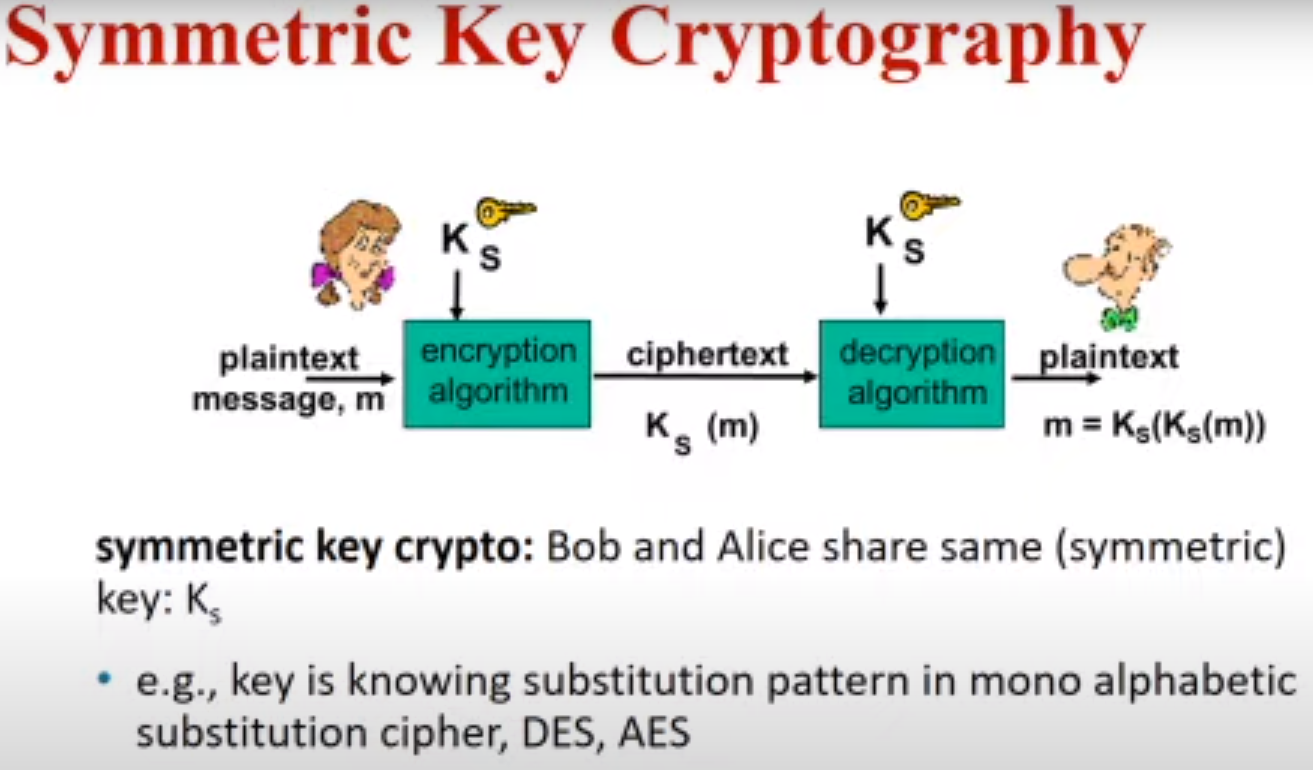 Symmetric Key Cryptography
K S
K S
plaintext
message, m
encryption
algorithm
ciphertext
K S (m)
decryption
algorithm
plaintext
m = KS(KS(m))
symmetric key crypto: Bob and Alice share same (symmetric)
key: Ks
• e.g., key is knowing substitution pattern in mono alphabetic
substitution cipher, DES, AES